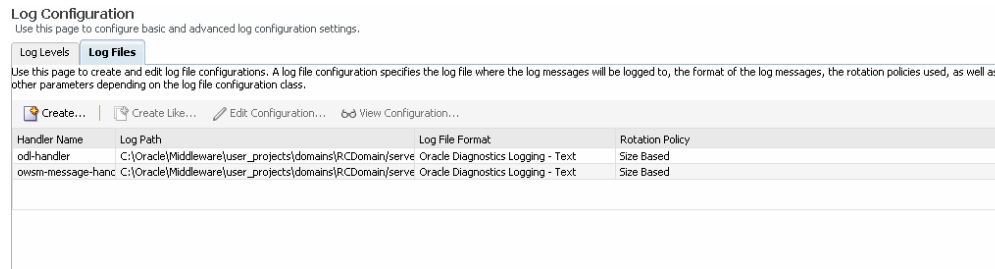 Log Configuration
Use this page to configure basic and advanced log configuration settings.
Log Levels Log Files
Use this page to create and edit log file configurations. A log file configuration specifies the log file where the log messages will be logged to, the format of the log messages, the rotation policies used, as well as
other parameters depending on the log file configuration class.
Create... Create Like... Edit Configuration... View Configuration...
Handler Name Log Path Log File Format Rotation Policy
odl-handler C:\Oracle\Middleware\user_projects\domains\RCDomain/serve Oracle Diagnostics Logging - Text Size Based
owsm-message-hanc C:\Oracle\Middleware\user_projects\domains\RCDomain/serve Oracle Diagnostics Logging - Text Size Based